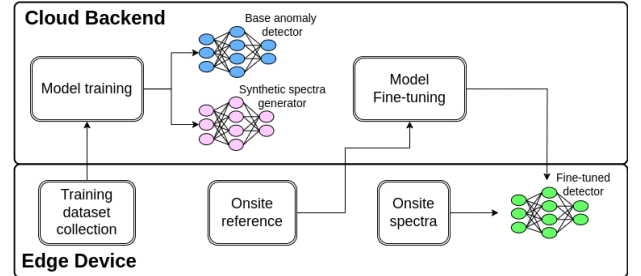 Cloud Backend
Base anomaly
detector
Model training
Synthetic spectra
generator
Model
Fine-tuning
Training
dataset
collection
Onsite
reference
Onsite
spectra
Fine-tuned
detector
Edge Device